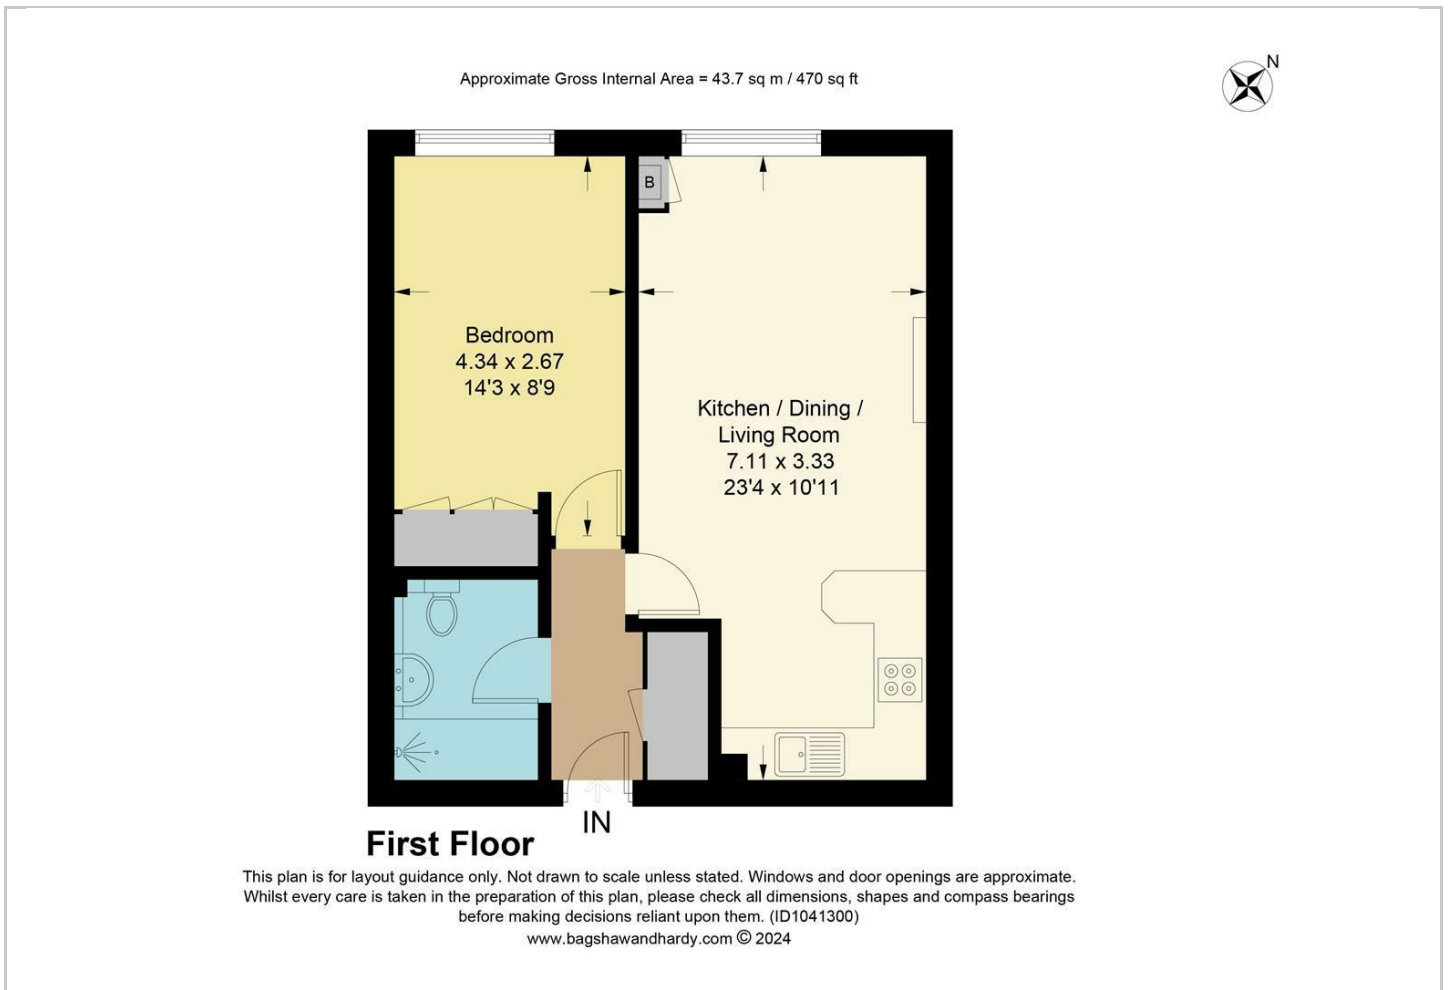 Approximate Gross Internal Area = 43.7 sq m / 470 sq ft
N
B
Bedroom
4.34 x 2.67
14'3 x 8'9
Kitchen / Dining /
Living Room
7.11 x 3.33
23'4 x 10'11
IN
First Floor
This plan is for layout guidance only. Not drawn to scale unless stated. Windows and door openings are approximate.
Whilst every care is taken in the preparation of this plan, please check all dimensions, shapes and compass bearings
before making decisions reliant upon them. (ID1041300)
www.bagshawandhardy.com © 2024